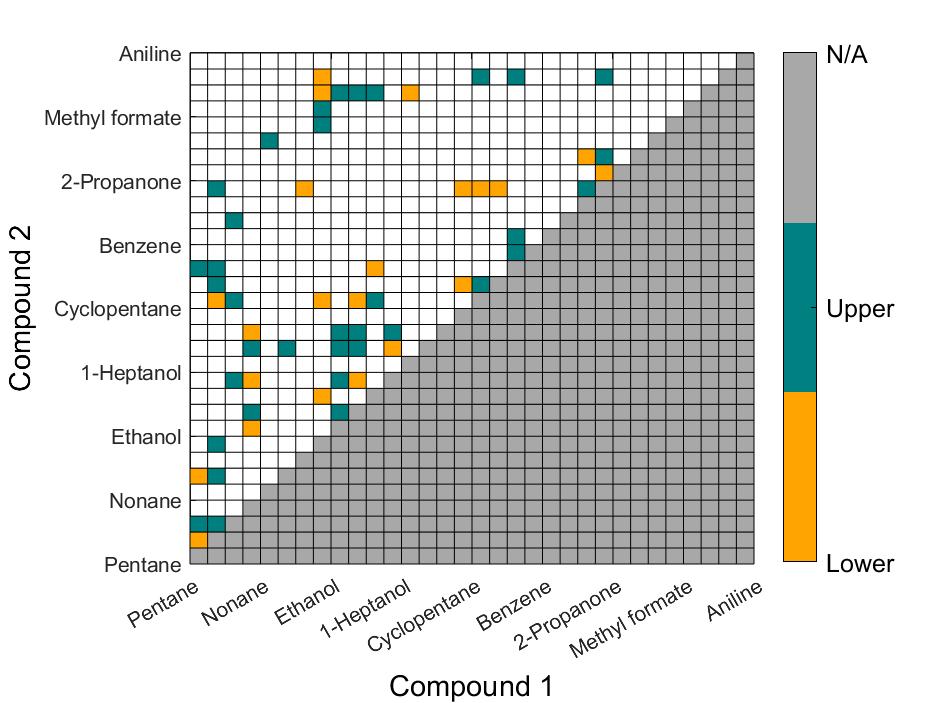 Aniline
Methyl formate
2-Propanone
Benzene
Cyclopentane
1-Heptanol
Ethanol
Nonane
Pentane
Compound 2
Pentane
Nonane
Ethanol
1-Heptanol
Cyclopentane
Benzene
2-Propanone
Methyl formate
Aniline
Compound 1
N/A
Upper
Lower